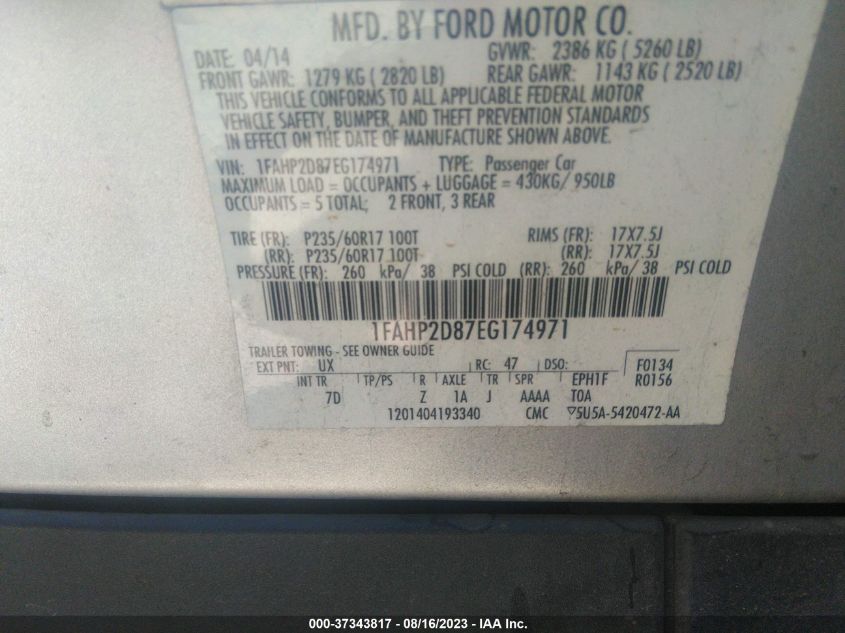 MFD. BY FORD MOTOR CO.
DATE: 04/14 GVWR: 2386 KG ( 5260 LB)
FRONT GAWR: 1279 KG ( 2820 LB) REAR GAWR: 1143 KG ( 2520 LB)
THIS VEHICLE CONFORMS TO ALL APPLICABLE FEDERAL MOTOR
VEHICLE SAFETY, BUMPER, AND THEFT PREVENTION STANDARDS
IN EFFECT ON THE DATE OF MANUFACTURE SHOWN ABOVE.
VIN: 1FAHP2D87EG174971 TYPE: Passenger Car
MAXIMUM LOAD = OCCUPANTS + LUGGAGE = 430KG/ 950LB
OCCUPANTS = 5 TOTAL; 2 FRONT, 3 REAR
TIRE (FR): P235/60R17 100T RIMS (FR): 17X7.5J
(RR): P235/60R17 100T (RR): 17X7.5J
PRESSURE (FR): 260 kPa/ 38 PSI COLD (RR): 260 kPa/ 38 PSI COLD
1FAHP2D87EG174971
TRAILER TOWING - SEE OWNER GUIDE
EXT PNT: UX RC: 47 DSO: F0134
INT TR TP/PS R AXLE TR SPR EPH1F R0156
7D Z 1A J AAAA TOA
1201404193340 CMC 5U5A-5420472-AA
000-37343817 - 08/16/2023 - IAA Inc.